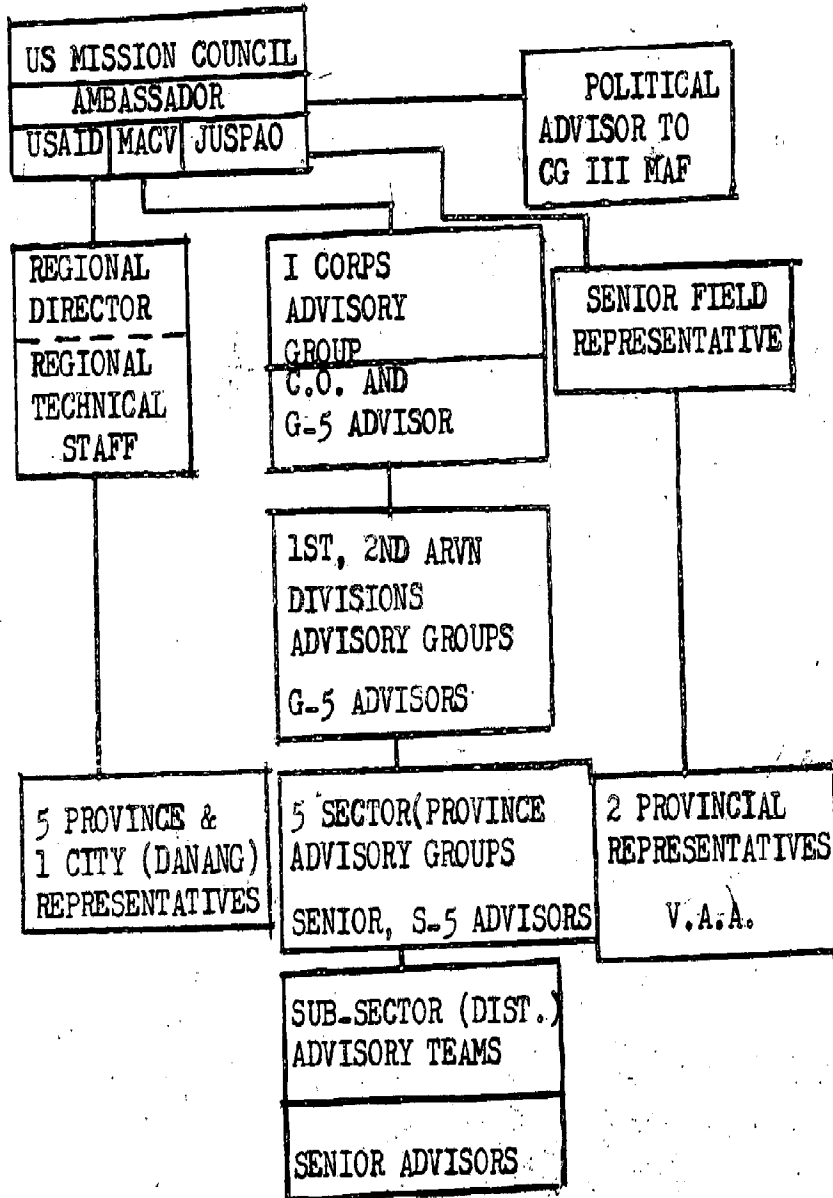 US MISSION COUNCIL
AMBASSADOR
USAID MACV JUSPAO
POLITICAL
ADVISOR TO
CG III MAF
REGIONAL
DIRECTOR
REGIONAL
TECHNICAL
STAFF
I CORPS
ADVISORY
GROUP
C.O. AND
G-5 ADVISOR
SENIOR FIELD
REPRESENTATIVE
1ST, 2ND ARVN
DIVISIONS
ADVISORY GROUPS
G-5 ADVISORS
5 PROVINCE &
1 CITY (DANANG)
REPRESENTATIVES
5 SECTOR(PROVINCE
ADVISORY GROUPS
SENIOR, S-5 ADVISORS
2 PROVINCIAL
REPRESENTATIVES
V.A.A.
SUB-SECTOR (DIST.)
ADVISORY TEAMS
SENIOR ADVISORS